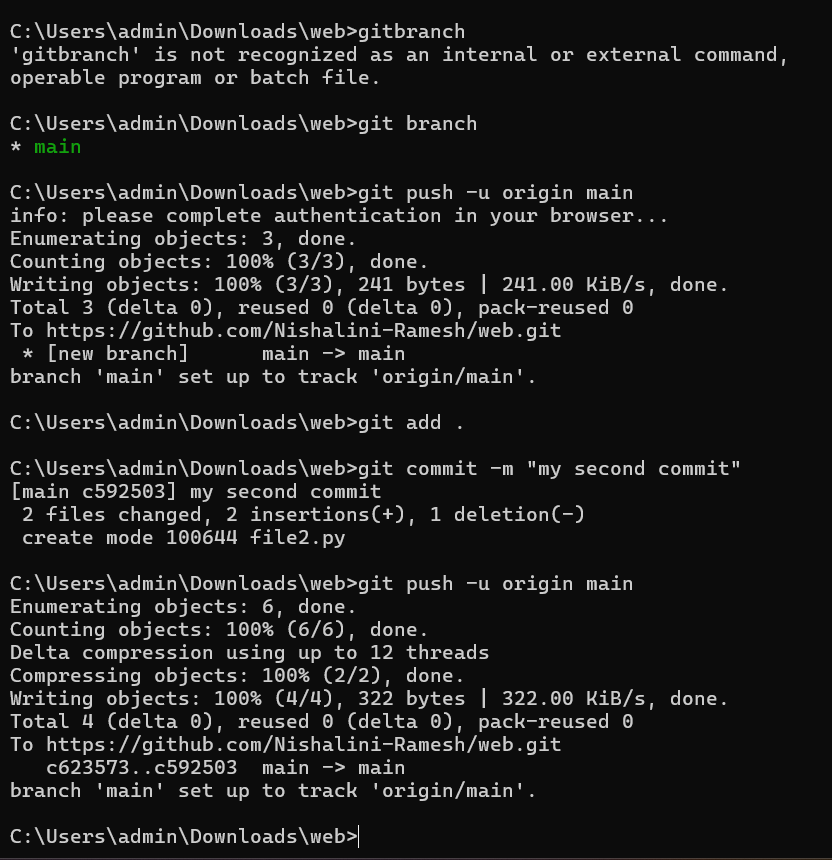 C:\Users\admin\Downloads\web>gitbranch
'gitbranch' is not recognized as an internal or external command,
operable program or batch file.
C:\Users\admin\Downloads\web>git branch
* main
C:\Users\admin\Downloads\web>git push -u origin main
info: please complete authentication in your browser...
Enumerating objects: 3, done.
Counting objects: 100% (3/3), done.
Writing objects: 100% (3/3), 241 bytes | 241.00 KiB/s, done.
Total 3 (delta 0), reused 0 (delta 0), pack-reused 0
To https://github.com/Nishalini-Ramesh/web.git
 * [new branch]      main -> main
branch 'main' set up to track 'origin/main'.
C:\Users\admin\Downloads\web>git add .
C:\Users\admin\Downloads\web>git commit -m "my second commit"
[main c592503] my second commit
 2 files changed, 2 insertions(+), 1 deletion(-)
 create mode 100644 file2.py
C:\Users\admin\Downloads\web>git push -u origin main
Enumerating objects: 6, done.
Counting objects: 100% (6/6), done.
Delta compression using up to 12 threads
Compressing objects: 100% (2/2), done.
Writing objects: 100% (4/4), 322 bytes | 322.00 KiB/s, done.
Total 4 (delta 0), reused 0 (delta 0), pack-reused 0
To https://github.com/Nishalini-Ramesh/web.git
   c623573..c592503  main -> main
branch 'main' set up to track 'origin/main'.
C:\Users\admin\Downloads\web>